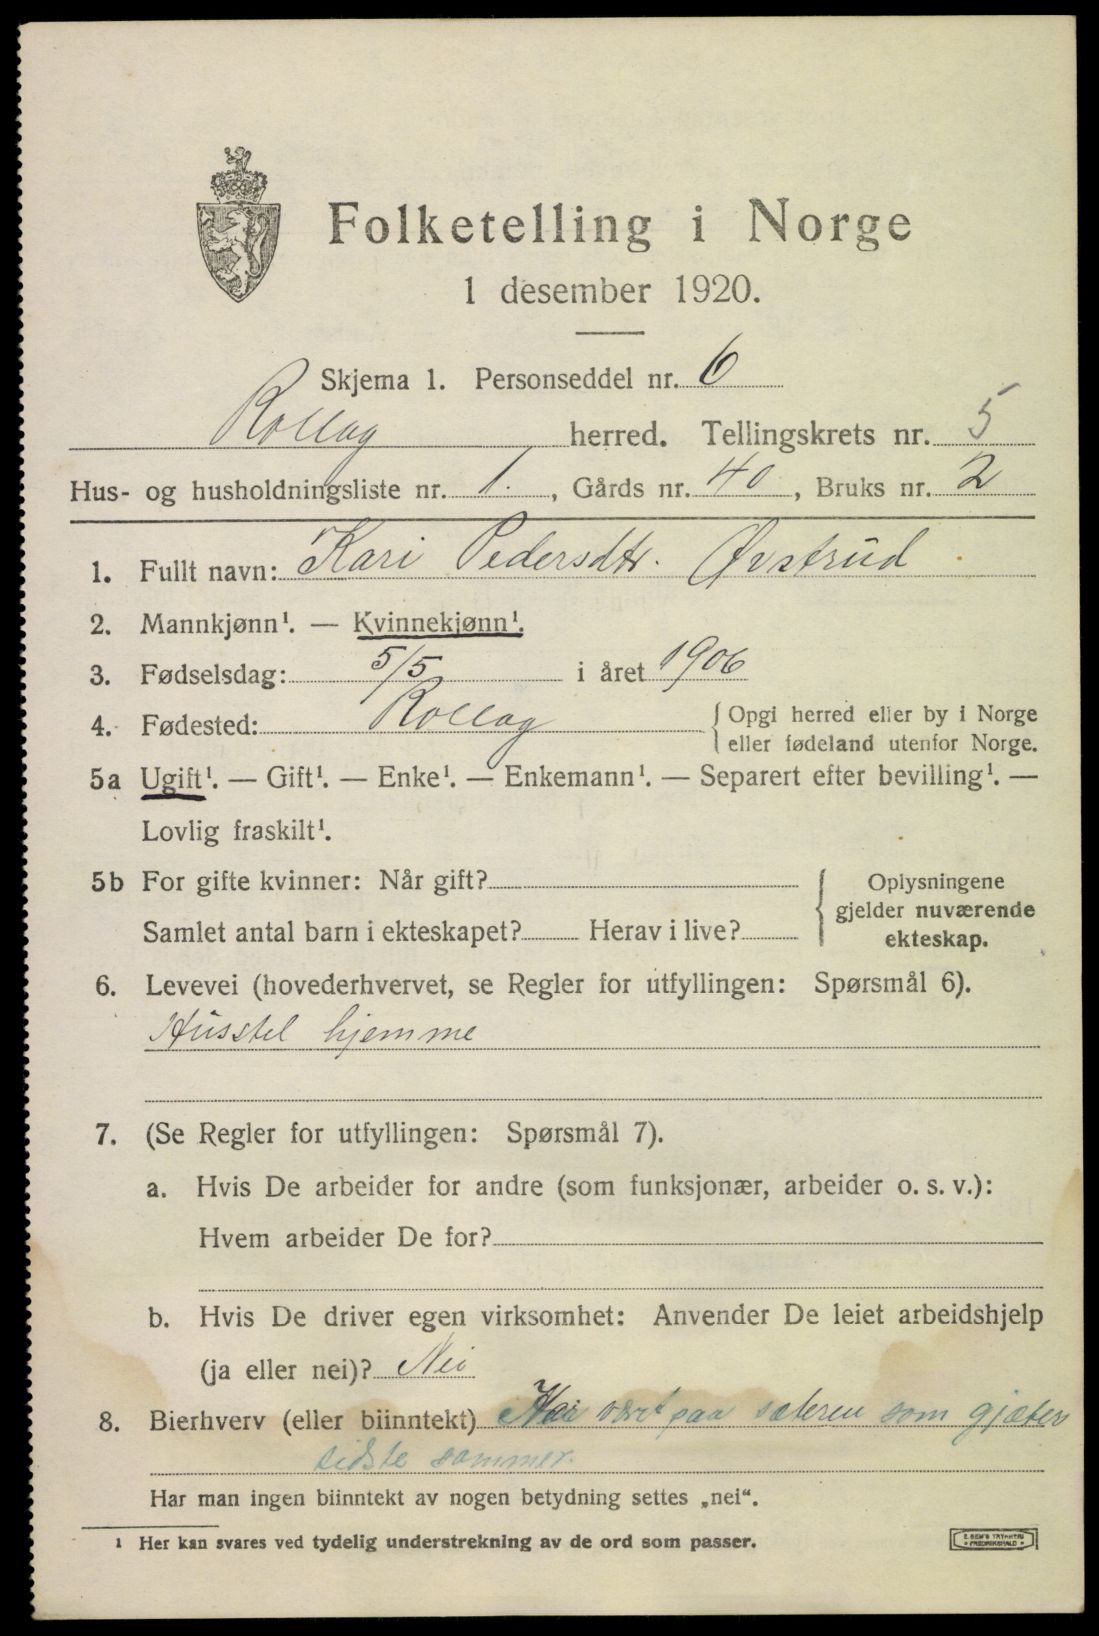 Folketelling i Norge
1 desember 1920.
Skjema 1. Personseddel nr. 6
Rollag herred. Tellingskrets nr. 5
Hus- og husholdningsliste nr. 1. , Gårds nr. 40 , Bruks nr. 2
1. Fullt navn: Kari Pedersdtr. Øvstrud
2. Mannkjønn¹. — Kvinnekjønn¹.
3. Fødselsdag: 5/5 i året 1906
4. Fødested: Rollag { Opgi herred eller by i Norge
eller fødeland utenfor Norge.
5a Ugift¹. — Gift¹. — Enke¹. — Enkemann¹. — Separert efter bevilling¹. —
Lovlig fraskilt¹.
5b For gifte kvinner: Når gift? { Oplysningene
gjelder nuværende
Samlet antal barn i ekteskapet? Herav i live? ekteskap.
6. Levevei (hovederhvervet, se Regler for utfyllingen: Spørsmål 6).
Husstel hjemme
7. (Se Regler for utfyllingen: Spørsmål 7).
a. Hvis De arbeider for andre (som funksjonær, arbeider o. s. v.):
Hvem arbeider De for?
b. Hvis De driver egen virksomhet: Anvender De leiet arbeidshjelp
(ja eller nei)? Nei
8. Bierhverv (eller biinntekt) været paa sæteren som gjæter
sidste sommer.
Har man ingen biinntekt av nogen betydning settes „nei“.
1 Her kan svares ved tydelig understrekning av de ord som passer.